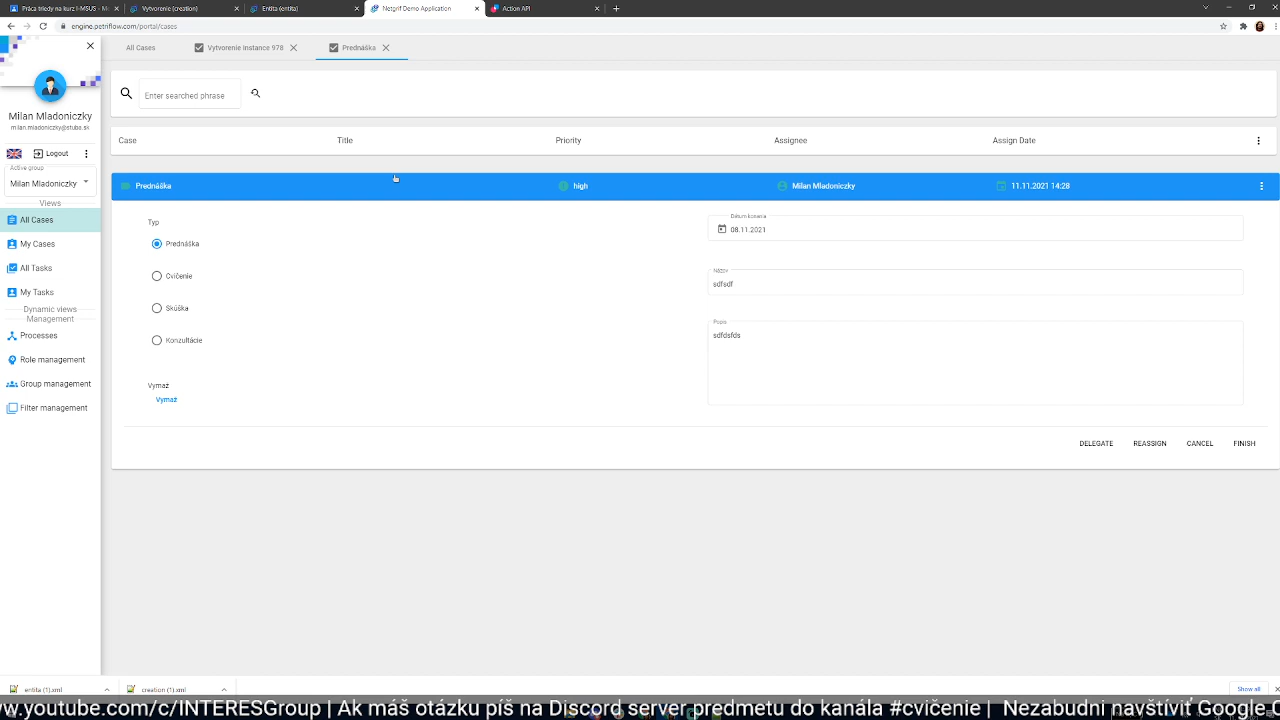 Práca triedy na kurz I-MSUS - M
Vytvorenie (creation)
Entita (entita)
Netgrif Demo Application
Action API
engine.petriflow.com/portal/cases
Milan Mladoniczky
milan.mladoniczky@stuba.sk
Logout
Active group
Milan Mladoniczky
Views
All Cases
My Cases
All Tasks
My Tasks
Dynamic views
Management
Processes
Role management
Group management
Filter management
All Cases
Vytvorenie Instance 978
Prednáška
Enter searched phrase
Case Title Priority Assignee Assign Date
Prednáška high Milan Mladoniczky 11.11.2021 14:28
Typ
Prednáška
Cvičenie
Skúška
Konzultácie
Vymaž
Vymaž
Dátum konania
08.11.2021
Názov
sdfsdf
Popis
sdfdsfds
DELEGATE REASSIGN CANCEL FINISH
entita (1).xml
creation (1).xml
Show all
w.youtube.com/c/INTERESGroup | Ak máš otázku píš na Discord server predmetu do kanála #cvičenie | Nezabudni navštíviť Google